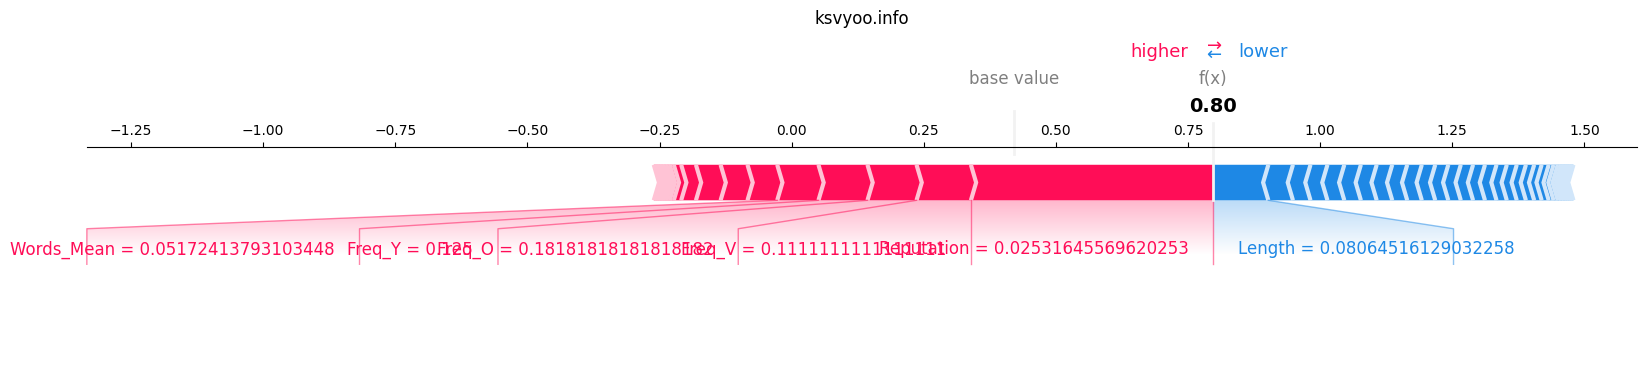 ksvyoo.info
higher ⇄ lower
base value f(x)
0.80
−1.25 −1.00 −0.75 −0.50 −0.25 0.00 0.25 0.50 0.75 1.00 1.25 1.50
Words_Mean = 0.05172413793103448 Freq_Y = 0.125 Freq_O = 0.18181818181818182 Freq_V = 0.1111111111111111 Reputation = 0.02531645569620253 Length = 0.08064516129032258